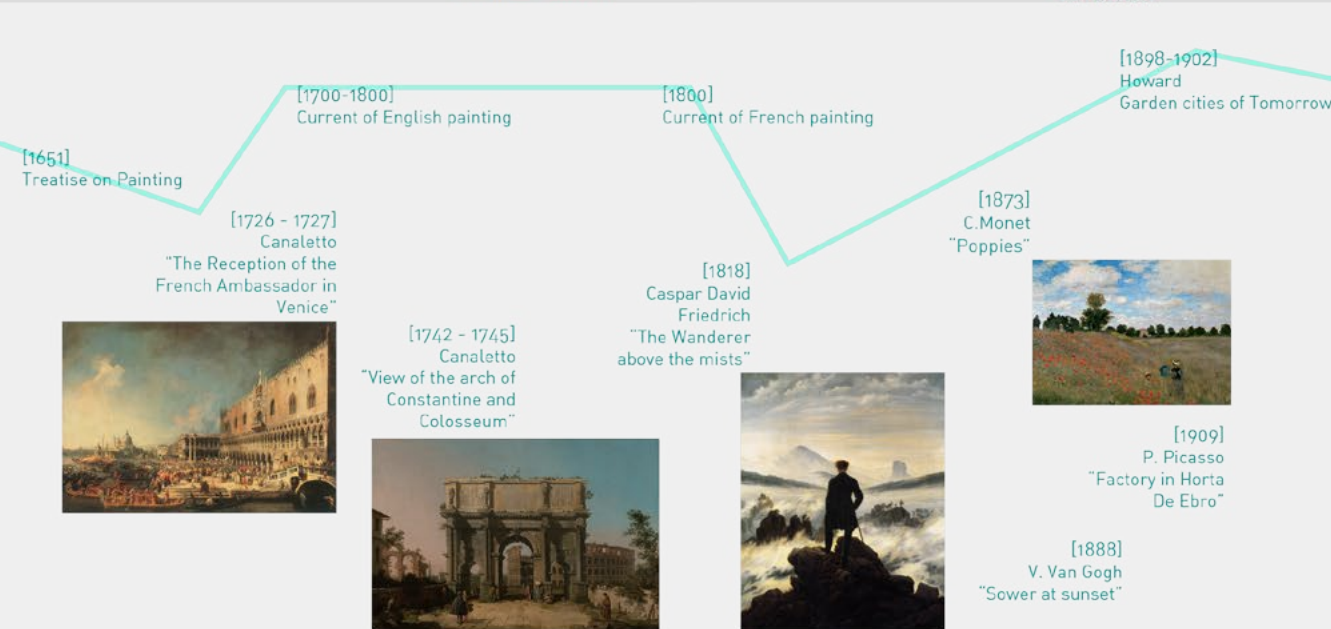 [1651]
Treatise on Painting
[1700-1800]
Current of English painting
[1726 - 1727]
Canaletto
"The Reception of the
French Ambassador in
Venice"
[1742 - 1745]
Canaletto
"View of the arch of
Constantine and
Colosseum"
[1800]
Current of French painting
[1818]
Caspar David
Friedrich
"The Wanderer
above the mists"
[1898-1902]
Howard
Garden cities of Tomorrow
[1873]
C.Monet
"Poppies"
[1909]
P. Picasso
"Factory in Horta
De Ebro"
[1888]
V. Van Gogh
"Sower at sunset"